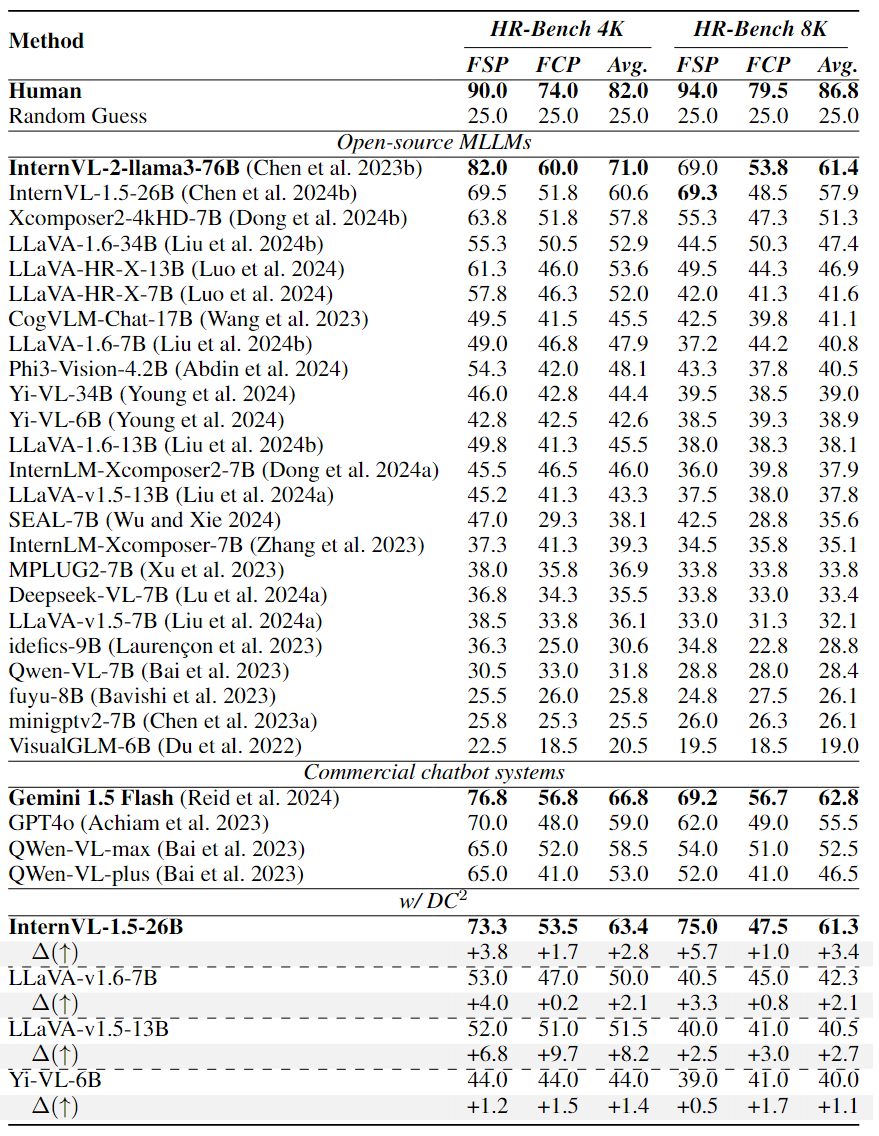 Method HR-Bench 4K HR-Bench 8K
FSP FCP Avg. FSP FCP Avg.
Human 90.0 74.0 82.0 94.0 79.5 86.8
Random Guess 25.0 25.0 25.0 25.0 25.0 25.0
Open-source MLLMs
InternVL-2-llama3-76B (Chen et al. 2023b) 82.0 60.0 71.0 69.0 53.8 61.4
InternVL-1.5-26B (Chen et al. 2024b) 69.5 51.8 60.6 69.3 48.5 57.9
Xcomposer2-4kHD-7B (Dong et al. 2024b) 63.8 51.8 57.8 55.3 47.3 51.3
LLaVA-1.6-34B (Liu et al. 2024b) 55.3 50.5 52.9 44.5 50.3 47.4
LLaVA-HR-X-13B (Luo et al. 2024) 61.3 46.0 53.6 49.5 44.3 46.9
LLaVA-HR-X-7B (Luo et al. 2024) 57.8 46.3 52.0 42.0 41.3 41.6
CogVLM-Chat-17B (Wang et al. 2023) 49.5 41.5 45.5 42.5 39.8 41.1
LLaVA-1.6-7B (Liu et al. 2024b) 49.0 46.8 47.9 37.2 44.2 40.8
Phi3-Vision-4.2B (Abdin et al. 2024) 54.3 42.0 48.1 43.3 37.8 40.5
Yi-VL-34B (Young et al. 2024) 46.0 42.8 44.4 39.5 38.5 39.0
Yi-VL-6B (Young et al. 2024) 42.8 42.5 42.6 38.5 39.3 38.9
LLaVA-1.6-13B (Liu et al. 2024b) 49.8 41.3 45.5 38.0 38.3 38.1
InternLM-Xcomposer2-7B (Dong et al. 2024a) 45.5 46.5 46.0 36.0 39.8 37.9
LLaVA-v1.5-13B (Liu et al. 2024a) 45.2 41.3 43.3 37.5 38.0 37.8
SEAL-7B (Wu and Xie 2024) 47.0 29.3 38.1 42.5 28.8 35.6
InternLM-Xcomposer-7B (Zhang et al. 2023) 37.3 41.3 39.3 34.5 35.8 35.1
MPLUG2-7B (Xu et al. 2023) 38.0 35.8 36.9 33.8 33.8 33.8
Deepseek-VL-7B (Lu et al. 2024a) 36.8 34.3 35.5 33.8 33.0 33.4
LLaVA-v1.5-7B (Liu et al. 2024a) 38.5 33.8 36.1 33.0 31.3 32.1
idefics-9B (Laurençon et al. 2023) 36.3 25.0 30.6 34.8 22.8 28.8
Qwen-VL-7B (Bai et al. 2023) 30.5 33.0 31.8 28.8 28.0 28.4
fuyu-8B (Bavishi et al. 2023) 25.5 26.0 25.8 24.8 27.5 26.1
minigptv2-7B (Chen et al. 2023a) 25.8 25.3 25.5 26.0 26.3 26.1
VisualGLM-6B (Du et al. 2022) 22.5 18.5 20.5 19.5 18.5 19.0
Commercial chatbot systems
Gemini 1.5 Flash (Reid et al. 2024) 76.8 56.8 66.8 69.2 56.7 62.8
GPT4o (Achiam et al. 2023) 70.0 48.0 59.0 62.0 49.0 55.5
QWen-VL-max (Bai et al. 2023) 65.0 52.0 58.5 54.0 51.0 52.5
QWen-VL-plus (Bai et al. 2023) 65.0 41.0 53.0 52.0 41.0 46.5
w/ DC²
InternVL-1.5-26B 73.3 53.5 63.4 75.0 47.5 61.3
Δ(↑) +3.8 +1.7 +2.8 +5.7 +1.0 +3.4
LLaVA-v1.6-7B 53.0 47.0 50.0 40.5 45.0 42.3
Δ(↑) +4.0 +0.2 +2.1 +3.3 +0.8 +2.1
LLaVA-v1.5-13B 52.0 51.0 51.5 40.0 41.0 40.5
Δ(↑) +6.8 +9.7 +8.2 +2.5 +3.0 +2.7
Yi-VL-6B 44.0 44.0 44.0 39.0 41.0 40.0
Δ(↑) +1.2 +1.5 +1.4 +0.5 +1.7 +1.1